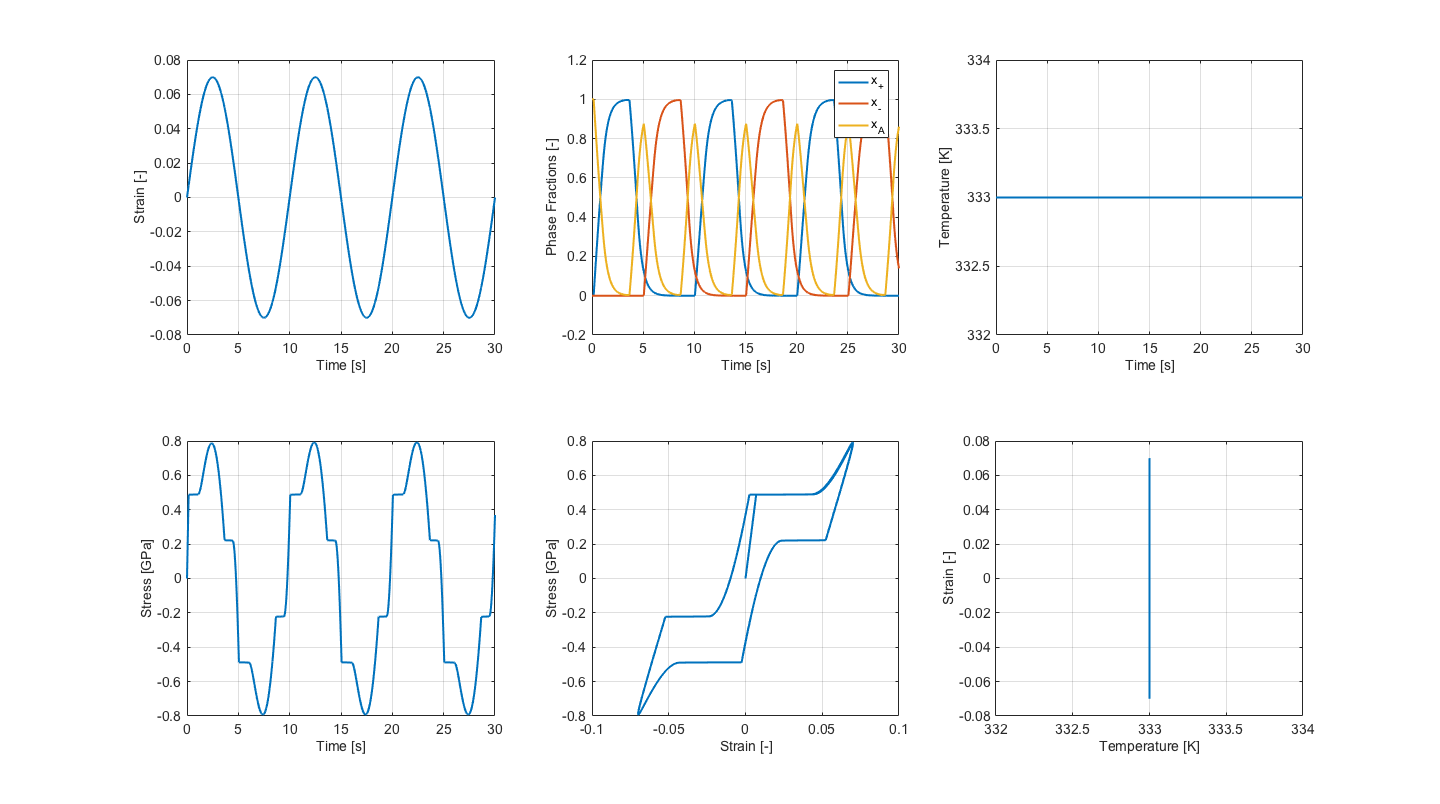 0.08
0.06
0.04
0.02
0
-0.02
-0.04
-0.06
-0.08
Strain [-]
0 5 10 15 20 25 30
Time [s]
1.2
1
0.8
0.6
0.4
0.2
0
-0.2
Phase Fractions [-]
x+
x-
xA
0 5 10 15 20 25 30
Time [s]
334
333.5
333
332.5
332
Temperature [K]
0 5 10 15 20 25 30
Time [s]
0.8
0.6
0.4
0.2
0
-0.2
-0.4
-0.6
-0.8
Stress [GPa]
0 5 10 15 20 25 30
Time [s]
0.8
0.6
0.4
0.2
0
-0.2
-0.4
-0.6
-0.8
Stress [GPa]
-0.1 -0.05 0 0.05 0.1
Strain [-]
0.08
0.06
0.04
0.02
0
-0.02
-0.04
-0.06
-0.08
Strain [-]
332 332.5 333 333.5 334
Temperature [K]